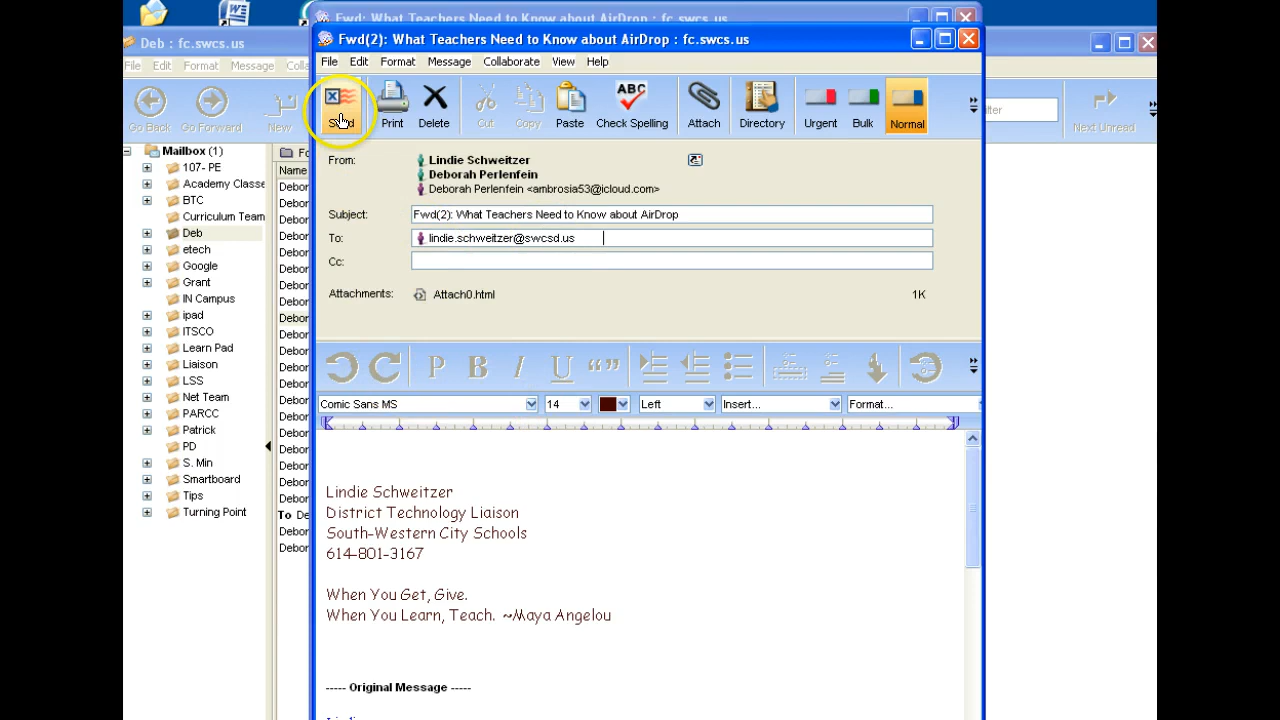 Fwd: What Teachers Need to Know about AirDrop : fc.swcs.us
Deb : fc.swcs.us
Fwd(2): What Teachers Need to Know about AirDrop : fc.swcs.us
File Edit Format Message
File Edit Format Message Collaborate View Help
Go Back Go Forward New
Print Delete Cut Copy Paste Check Spelling Attach Directory Urgent Bulk Normal
ABC
Next Unread
Mailbox (1)
107- PE
Academy Classe
BTC
Curriculum Team
Deb
etech
Google
Grant
IN Campus
ipad
ITSCO
Learn Pad
Liaison
LSS
Net Team
PARCC
Patrick
PD
S. Min
Smartboard
Tips
Turning Point
Name
To
From: Lindie Schweitzer
Deborah Perlenfein
Deborah Perlenfein <ambrosia53@icloud.com>
Subject: Fwd(2): What Teachers Need to Know about AirDrop
To: lindie.schweitzer@swcsd.us
Cc:
Attachments: Attach0.html 1K
P B I U
Comic Sans MS 14 Left Insert... Format...
Lindie Schweitzer
District Technology Liaison
South-Western City Schools
614-801-3167
When You Get, Give.
When You Learn, Teach. ~Maya Angelou
----- Original Message -----